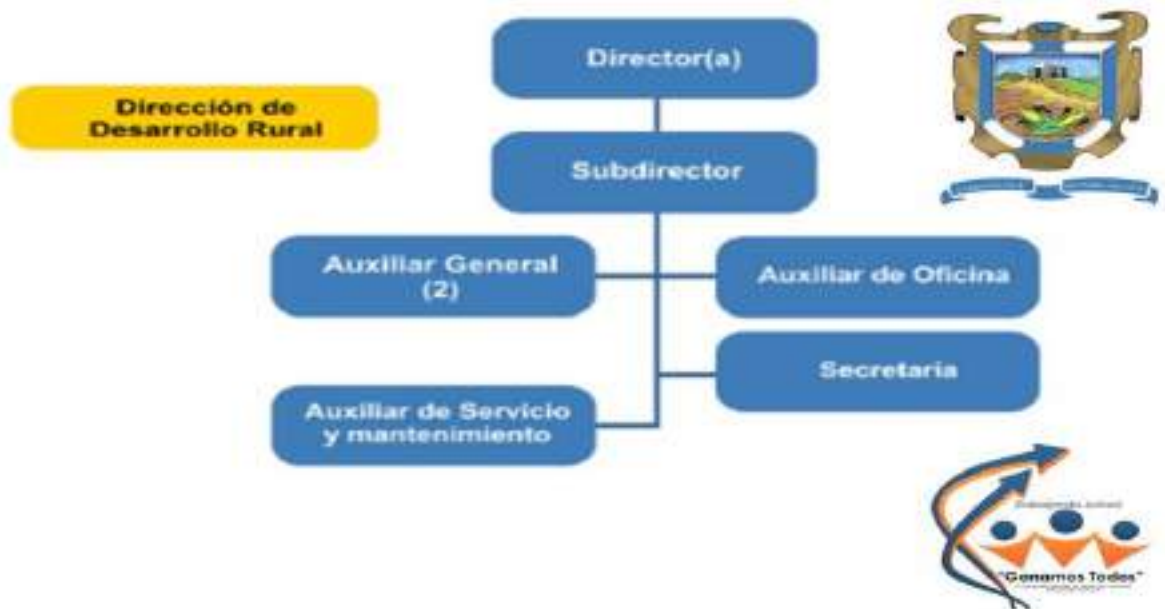 Director(a)
Dirección de
Desarrollo Rural
Subdirector
Auxiliar General
(2)
Auxiliar de Oficina
Secretaria
Auxiliar de Servicio
y mantenimiento
"Ganamos Todos"